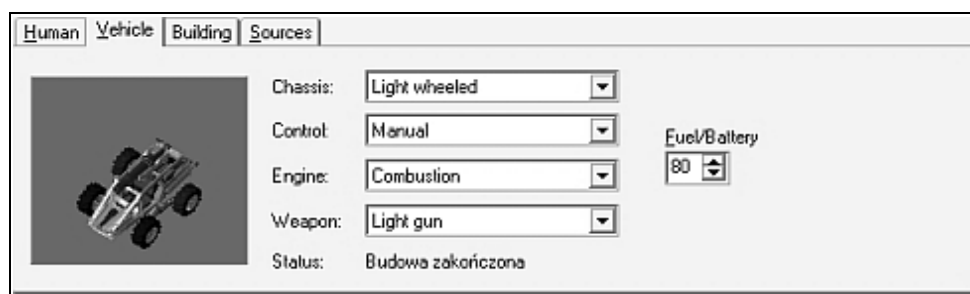 Human Vehicle Building Sources
Chassis: Light wheeled
Control: Manual
Fuel/Battery
Engine: Combustion 80
Weapon: Light gun
Status: Budowa zakończona